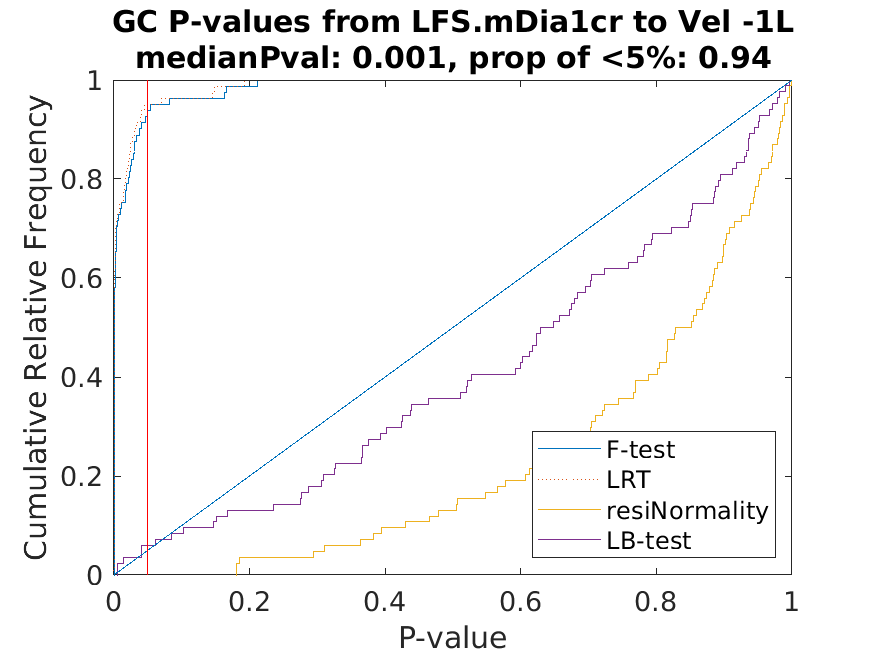 GC P-values from LFS.mDia1cr to Vel -1L
medianPval: 0.001, prop of <5%: 0.94
Cumulative Relative Frequency
1
0.8
0.6
0.4
0.2
0
0
0.2
0.4
0.6
0.8
1
P-value
F-test
LRT
resiNormality
LB-test